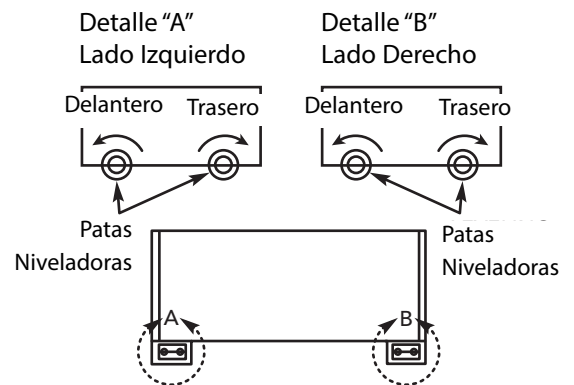 Detalle “A”
Lado Izquierdo
Delantero Trasero
Patas
Niveladoras
Detalle “B”
Lado Derecho
Delantero Trasero
Patas
Niveladoras
A
B